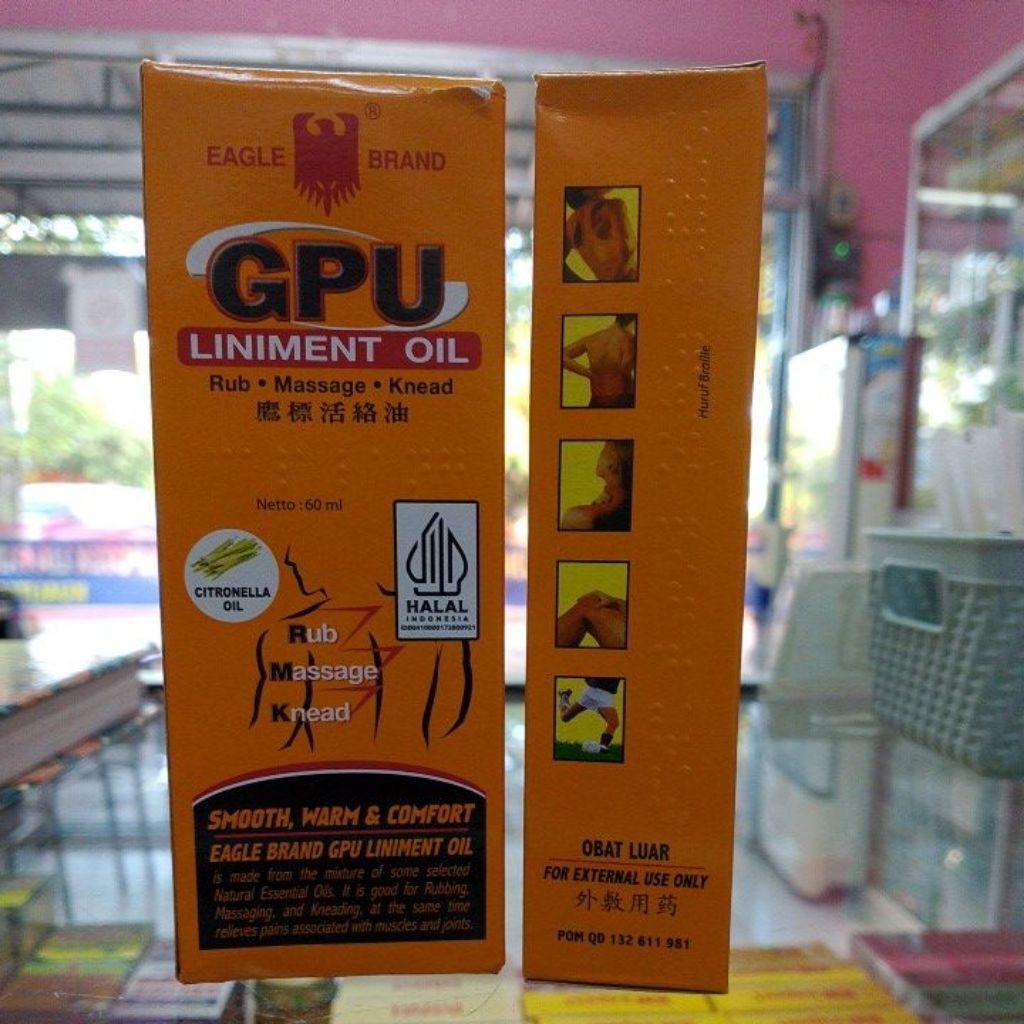 EAGLE BRAND ®
GPU
LINIMENT OIL
Rub • Massage • Knead
鷹標活絡油
Netto : 60 ml
CITRONELLA
OIL
HALAL
INDONESIA
Rub
Massage
Knead
SMOOTH, WARM & COMFORT
EAGLE BRAND GPU LINIMENT OIL
is made from the mixture of some selected
Natural Essential Oils. It is good for Rubbing,
Massaging, and Kneading, at the same time
relieves pains associated with muscles and joints.
Huruf Braille
OBAT LUAR
FOR EXTERNAL USE ONLY
外敷用药
POM QD 132 611 981